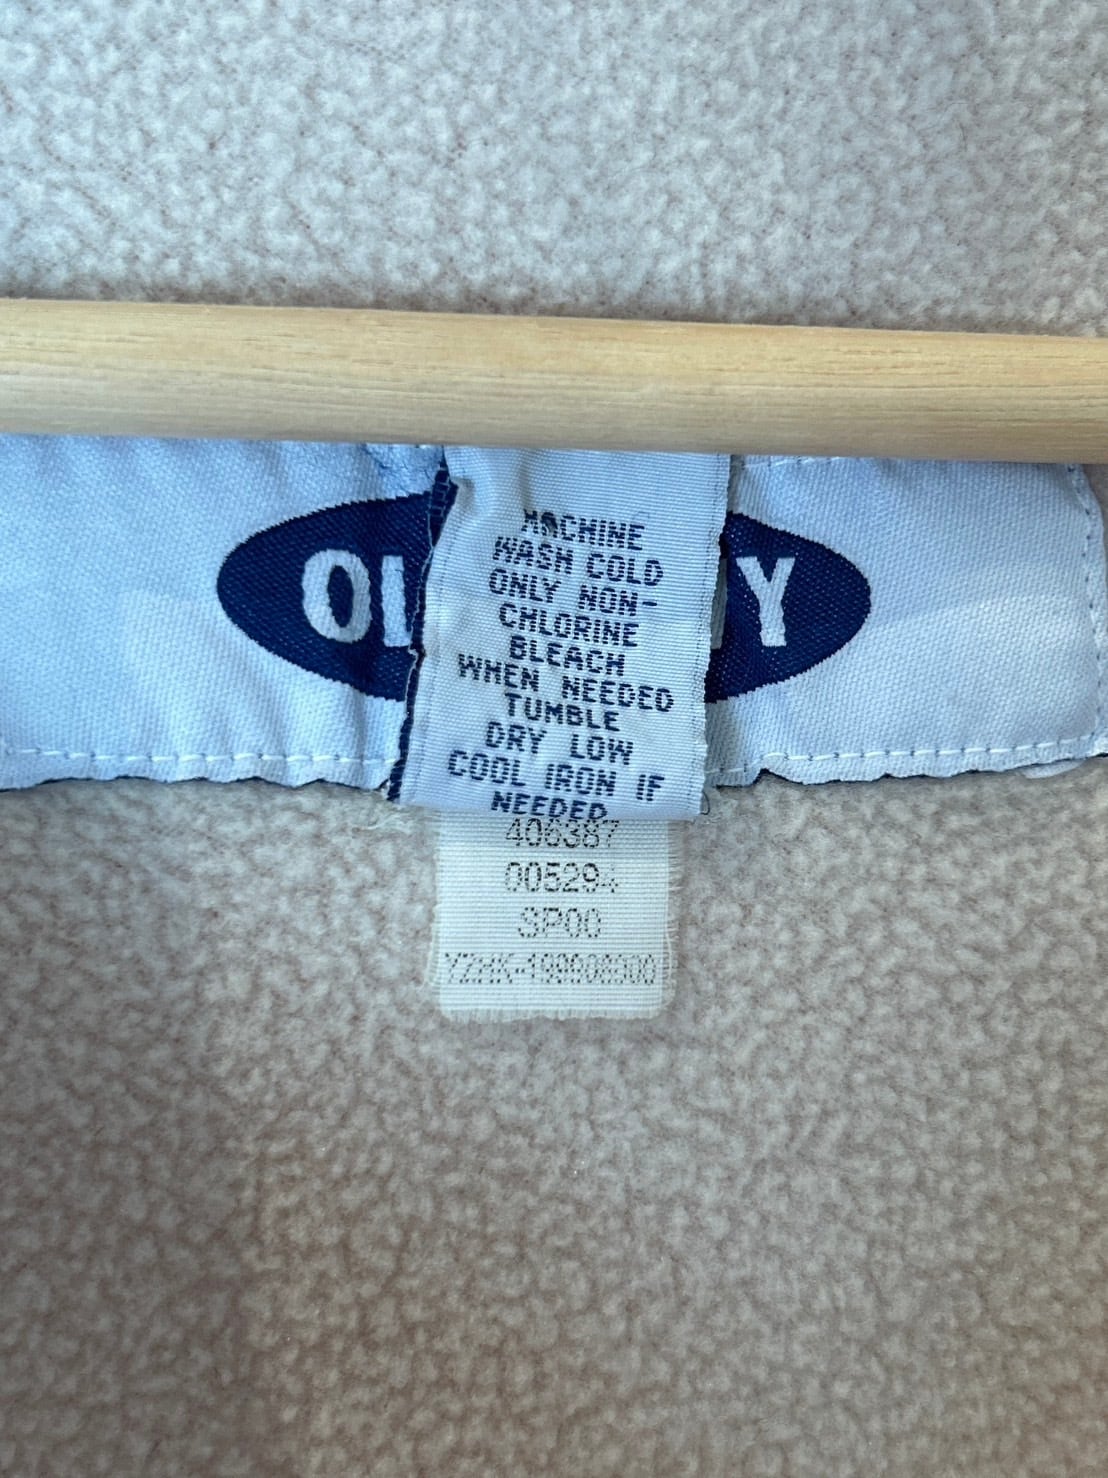 OL Y
MACHINE
WASH COLD
ONLY NON-
CHLORINE
BLEACH
WHEN NEEDED
TUMBLE
DRY LOW
COOL IRON IF
NEEDED
406387
005294
SP00